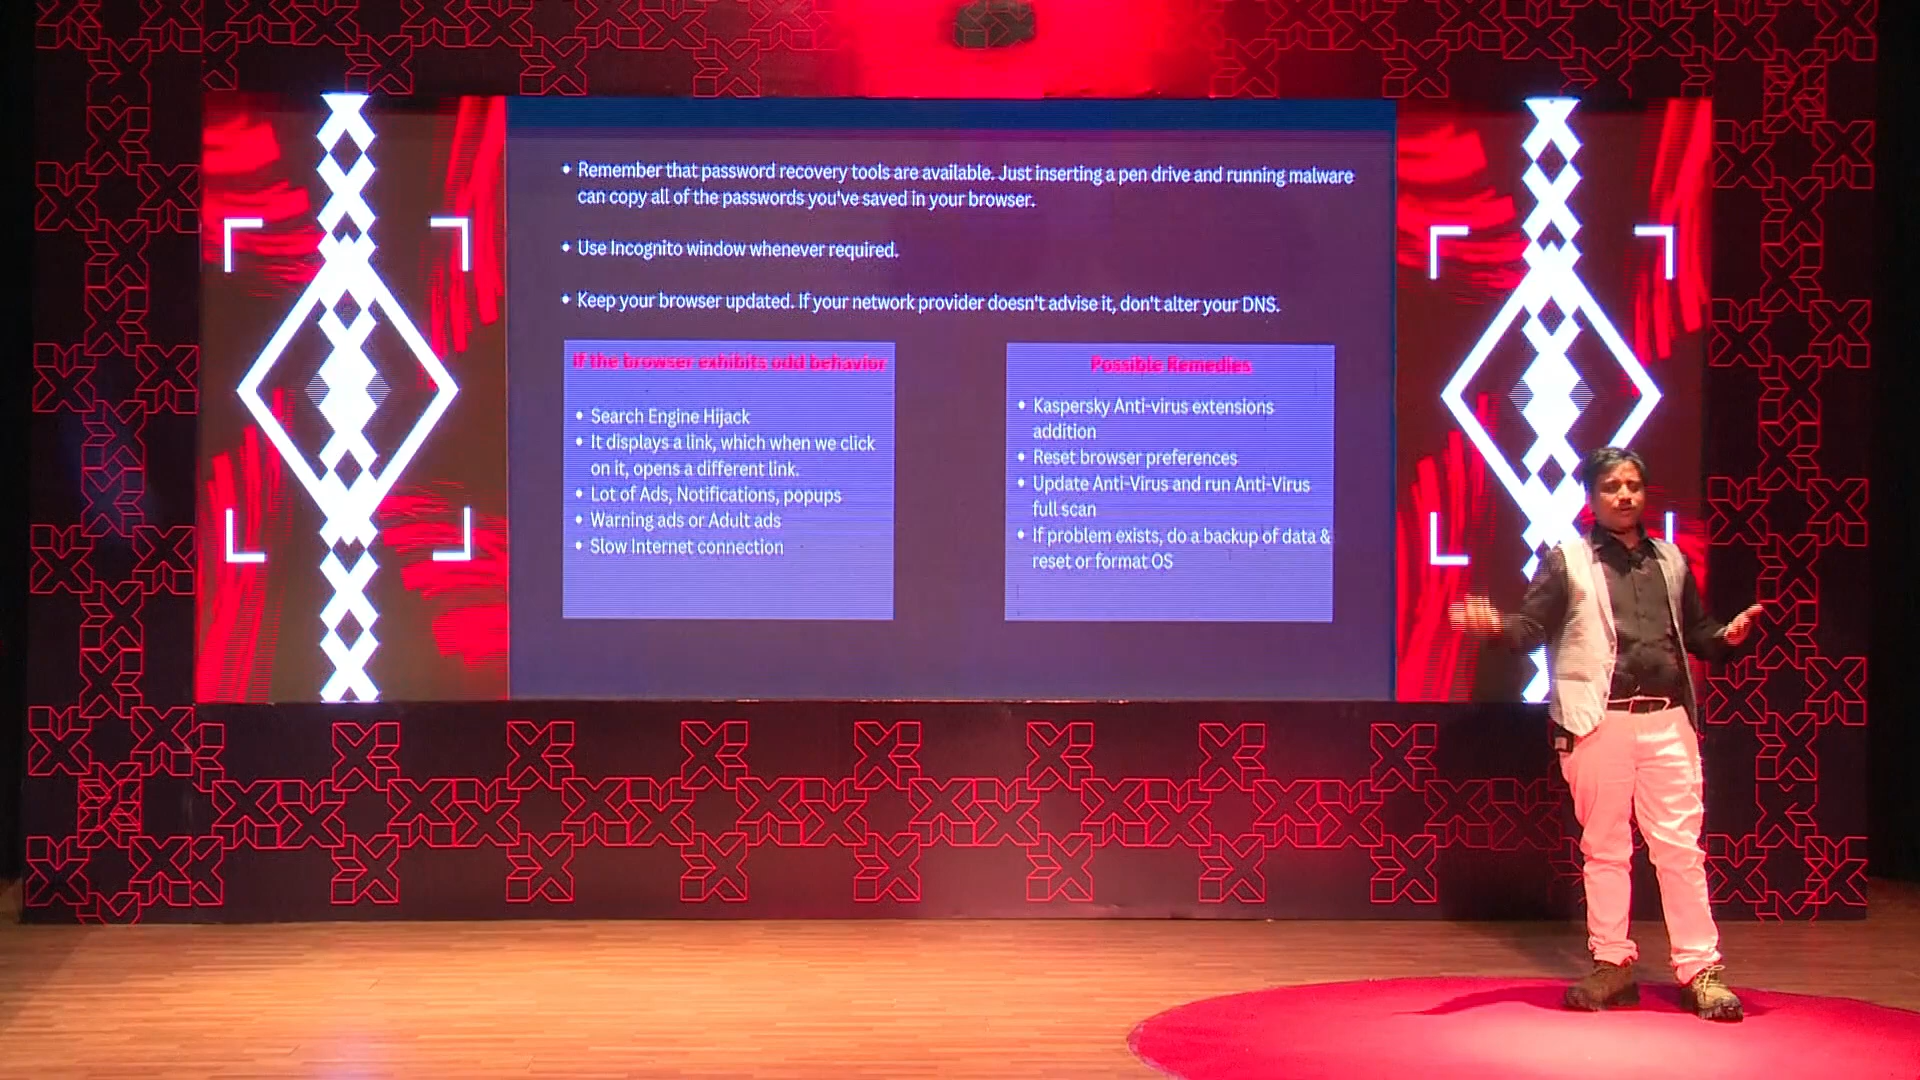 • Remember that password recovery tools are available. Just inserting a pen drive and running malware
can copy all of the passwords you've saved in your browser.
• Use Incognito window whenever required.
• Keep your browser updated. If your network provider doesn't advise it, don't alter your DNS.
If the browser exhibits odd behavior
• Search Engine Hijack
• It displays a link, which when we click
on it, opens a different link.
• Lot of Ads, Notifications, popups
• Warning ads or Adult ads
• Slow Internet connection
Possible Remedies
• Kaspersky Anti-virus extensions
addition
• Reset browser preferences
• Update Anti-Virus and run Anti-Virus
full scan
• If problem exists, do a backup of data &
reset or format OS